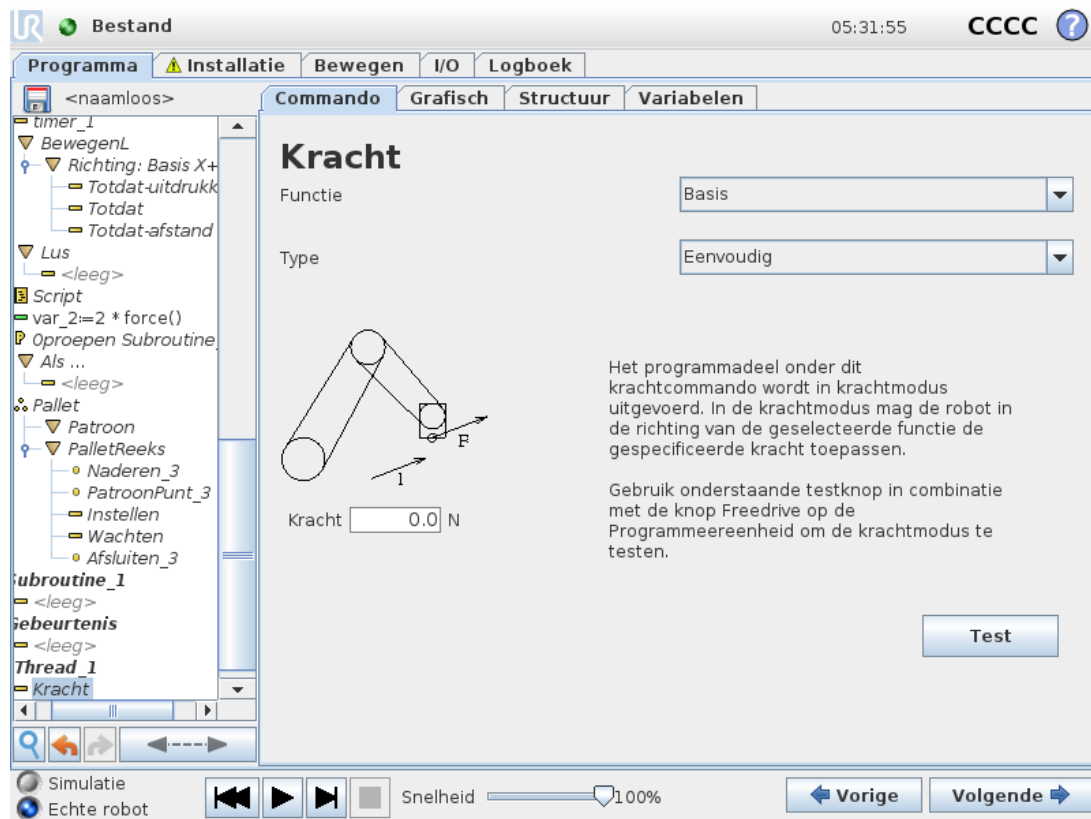 UR Bestand 05:31:55 CCCC ?
Programma Installatie Bewegen I/O Logboek
<naamloos>
Commando Grafisch Structuur Variabelen
timer_1
BewegenL
Richting: Basis X+
Totdat-uitdrukk
Totdat
Totdat-afstand
Lus
<leeg>
Script
var_2:=2 * force()
P Oproepen Subroutine_
Als ...
<leeg>
Pallet
Patroon
PalletReeks
Naderen_3
PatroonPunt_3
Instellen
Wachten
Afsluiten_3
Subroutine_1
<leeg>
Gebeurtenis
<leeg>
Thread_1
Kracht
Kracht
Functie
Basis
Type
Eenvoudig
F
1
Kracht 0.0 N
Het programmadeel onder dit
krachtcommando wordt in krachtmodus
uitgevoerd. In de krachtmodus mag de robot in
de richting van de geselecteerde functie de
gespecificeerde kracht toepassen.
Gebruik onderstaande testknop in combinatie
met de knop Freedrive op de
Programmeereenheid om de krachtmodus te
testen.
Test
Simulatie
Echte robot
Snelheid 100%
Vorige Volgende